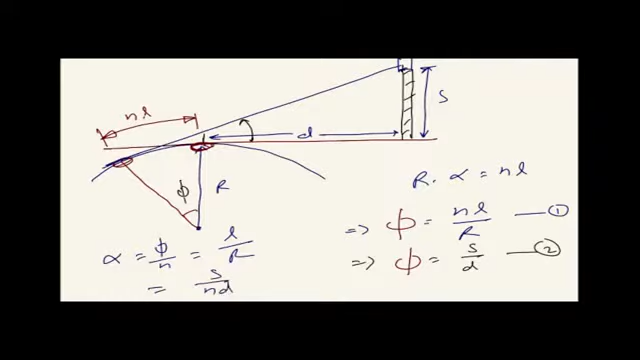 nl
S
d
φ
R
R. α = nl
=> φ = nl/R —①
=> φ = s/d —②
α = φ/n = l/R
= s/nd